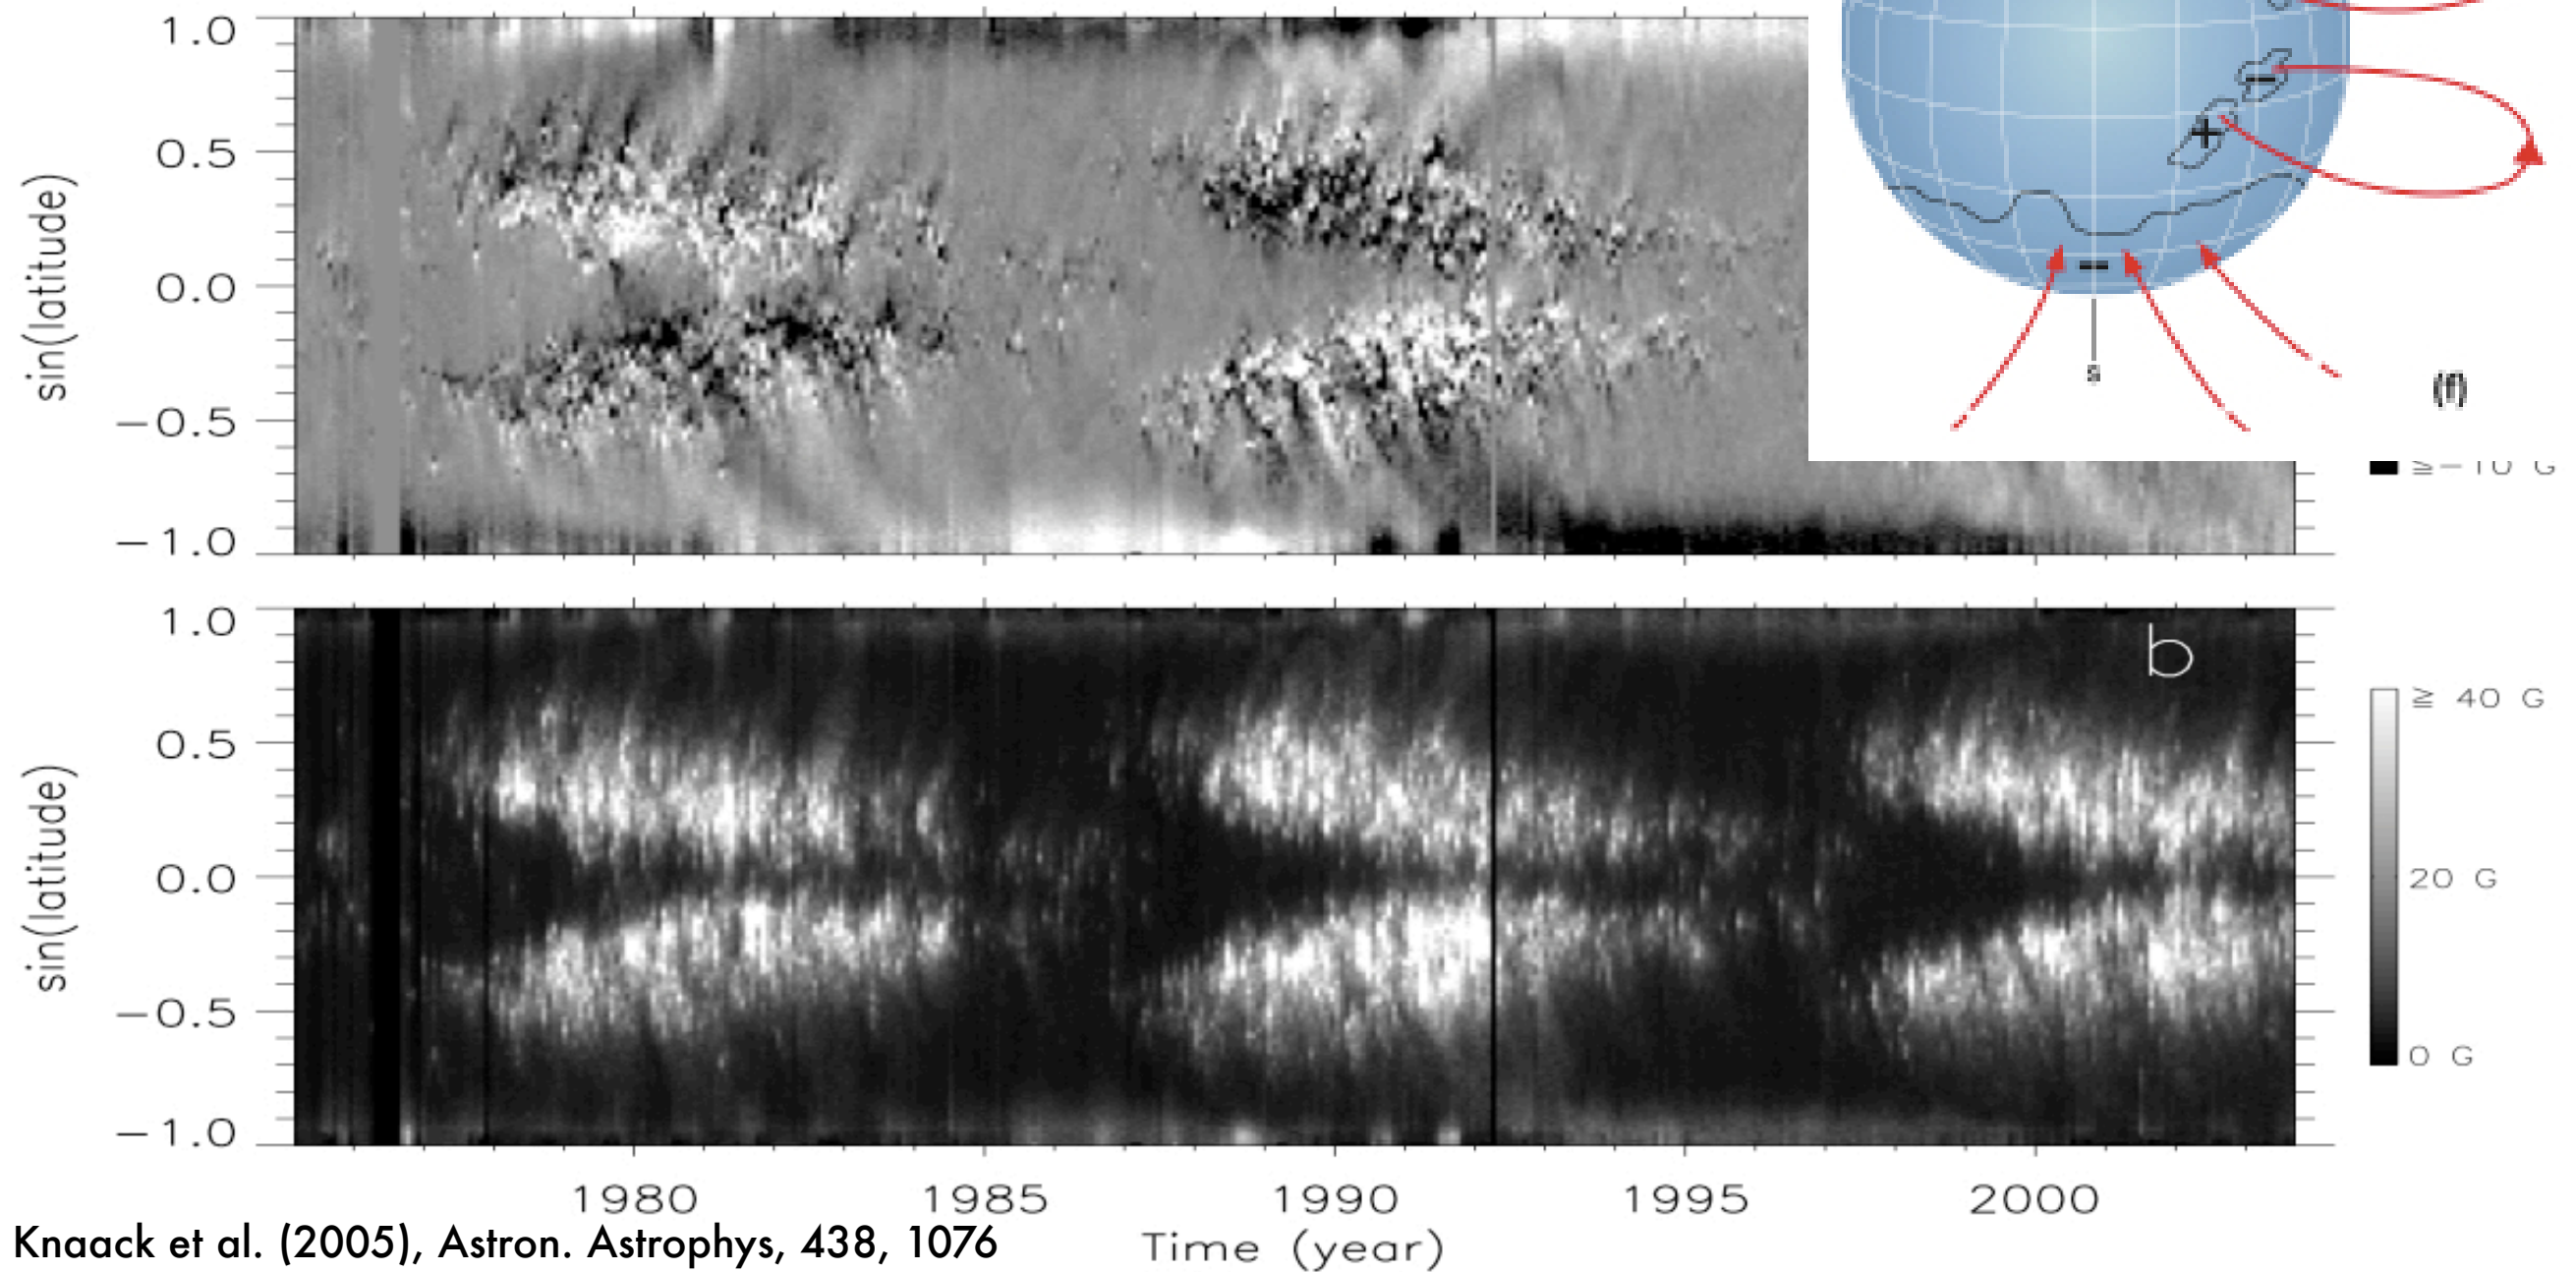 1.0
0.5
0.0
−0.5
−1.0
sin(latitude)
+
−
−
s
(f)
≧−10 G
1.0
0.5
0.0
−0.5
−1.0
sin(latitude)
b
≧ 40 G
20 G
0 G
1980 1985 1990 1995 2000
Time (year)
Knaack et al. (2005), Astron. Astrophys, 438, 1076